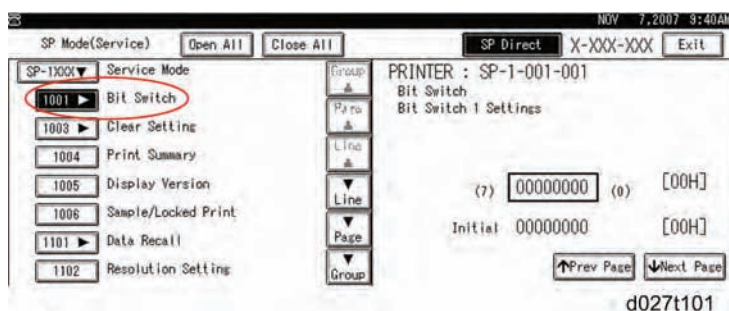 NOV 7,2007 9:40AM
SP Mode(Service) Open All Close All SP Direct X-XXX-XXX Exit
SP-1XXX▼ Service Mode
1001 ▶ Bit Switch
1003 ▶ Clear Setting
1004 Print Summary
1005 Display Version
1006 Sample/Locked Print
1101 ▶ Data Recall
1102 Resolution Setting
Group
▲
Page
▲
Line
▲
▼
Line
▼
Page
▼
Group
PRINTER : SP-1-001-001
Bit Switch
Bit Switch 1 Settings
(7) 00000000 (0) [00H]
Initial 00000000 [00H]
↑Prev Page ↓Next Page
d027t101